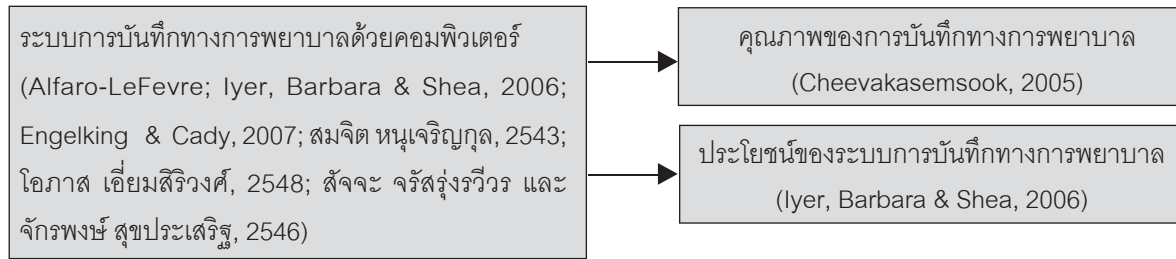 ระบบการบันทึกทางการพยาบาลด้วยคอมพิวเตอร์
(Alfaro-LeFevre; Iyer, Barbara & Shea, 2006;
Engelking & Cady, 2007; สมจิต หนุเจริญกุล, 2543;
โอภาส เอี่ยมสิริวงศ์, 2548; สัจจะ จรัสรุ่งรวีวร และ
จักรพงษ์ สุขประเสริฐ, 2546)
คุณภาพของการบันทึกทางการพยาบาล
(Cheevakasemsook, 2005)
ประโยชน์ของระบบการบันทึกทางการพยาบาล
(Iyer, Barbara & Shea, 2006)